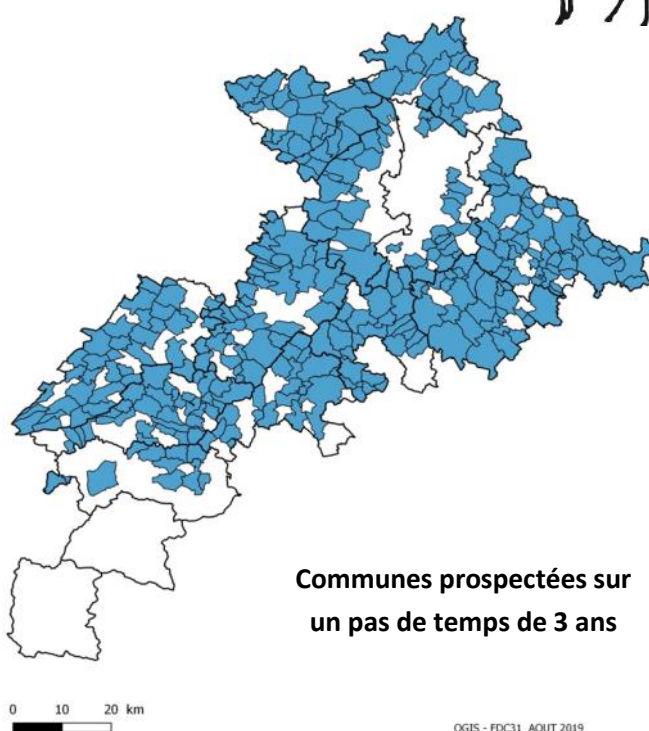 Communes prospectées sur
un pas de temps de 3 ans
0 10 20 km
QGIS - FDC31 AOUT 2019